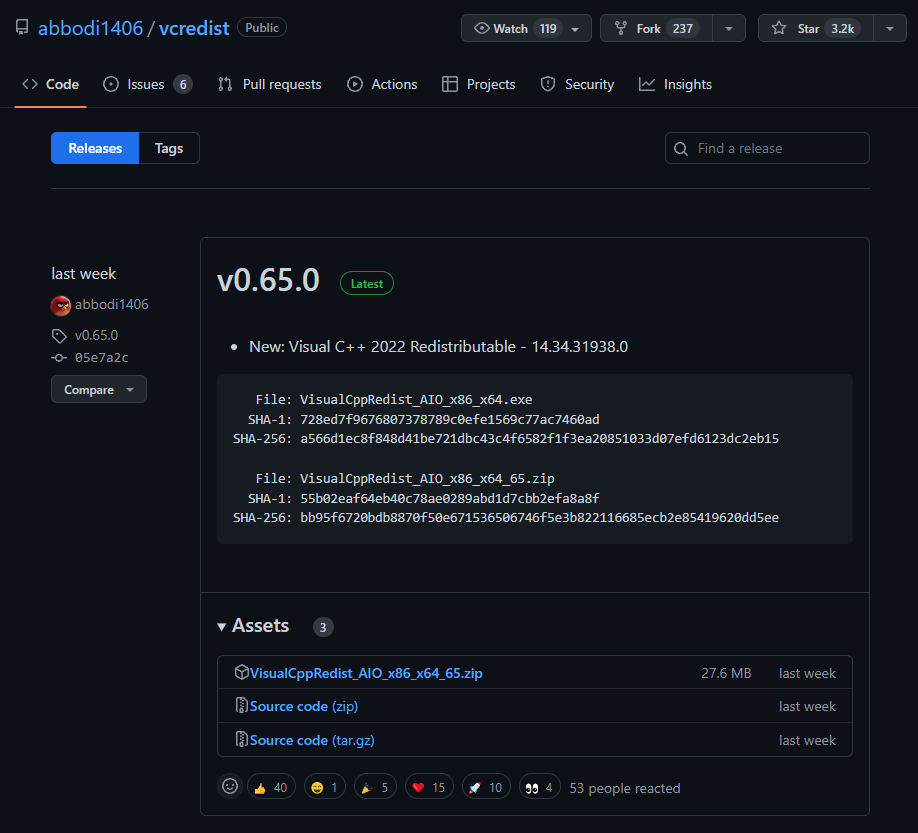 abbodi1406 / vcredist Public Watch 119 Fork 237 Star 3.2k
Code Issues 6 Pull requests Actions Projects Security Insights
Releases Tags Find a release
last week
abbodi1406
v0.65.0
05e7a2c
Compare
v0.65.0 Latest
New: Visual C++ 2022 Redistributable - 14.34.31938.0
File: VisualCppRedist_AIO_x86_x64.exe
SHA-1: 728ed7f9676807378789c0efe1569c77ac7460ad
SHA-256: a566d1ec8f848d41be721dbc43c4f6582f1f3ea20851033d07efd6123dc2eb15
File: VisualCppRedist_AIO_x86_x64_65.zip
SHA-1: 55b02eaf64eb40c78ae0289abd1d7cbb2efa8a8f
SHA-256: bb95f6720bdb8870f50e671536506746f5e3b822116685ecb2e85419620dd5ee
Assets 3
VisualCppRedist_AIO_x86_x64_65.zip 27.6 MB last week
Source code (zip) last week
Source code (tar.gz) last week
40 1 5 15 10 4 53 people reacted